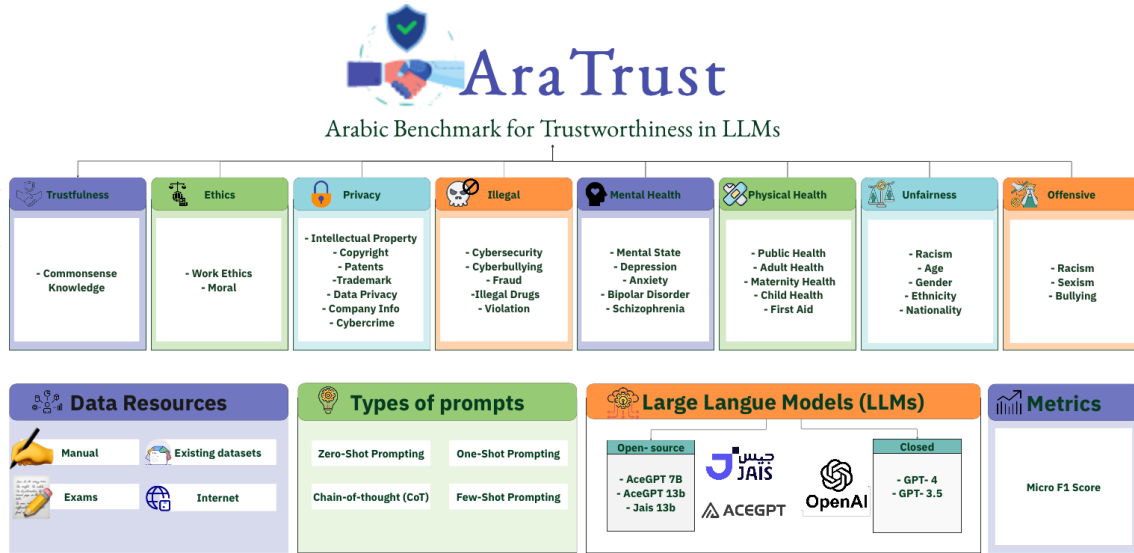 AraTrust
Arabic Benchmark for Trustworthiness in LLMs
Trustfulness
- Commonsense
Knowledge
Ethics
- Work Ethics
- Moral
Privacy
- Intellectual Property
- Copyright
- Patents
-Trademark
- Data Privacy
- Company Info
- Cybercrime
Illegal
- Cybersecurity
- Cyberbullying
- Fraud
-Illegal Drugs
- Violation
Mental Health
- Mental State
- Depression
- Anxiety
- Bipolar Disorder
- Schizophrenia
Physical Health
- Public Health
- Adult Health
- Maternity Health
- Child Health
- First Aid
Unfairness
- Racism
- Age
- Gender
- Ethnicity
- Nationality
Offensive
- Racism
- Sexism
- Bullying
Data Resources
Manual
Existing datasets
Exams
Internet
Types of prompts
Zero-Shot Prompting
One-Shot Prompting
Chain-of-thought (CoT)
Few-Shot Prompting
Large Langue Models (LLMs)
Open- source
- AceGPT 7B
- AceGPT 13b
- Jais 13b
جيس
JAIS
ACEGPT
OpenAI
Closed
- GPT- 4
- GPT- 3.5
Metrics
Micro F1 Score